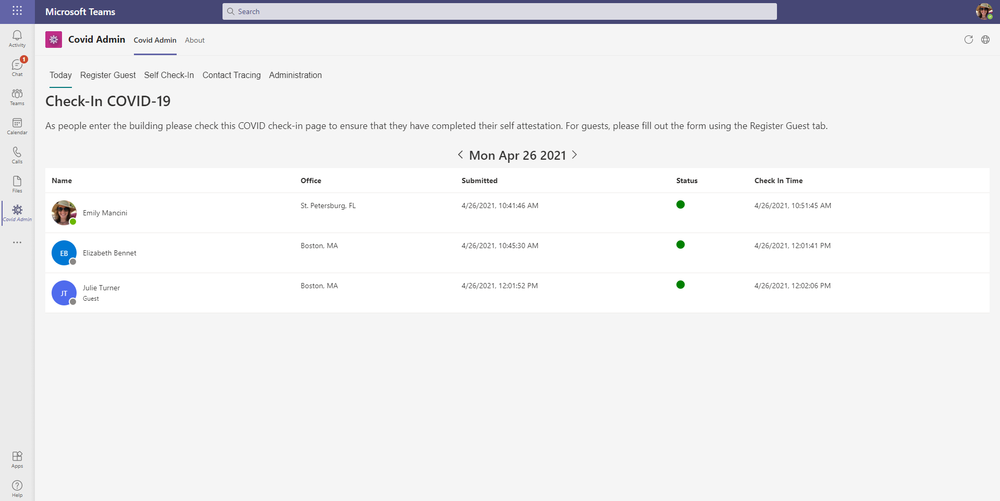 Microsoft Teams
Search
Activity
1
Chat
Teams
Calendar
Calls
Files
Covid Admin
Apps
Help
Covid Admin Covid Admin About
Today Register Guest Self Check-In Contact Tracing Administration
Check-In COVID-19
As people enter the building please check this COVID check-in page to ensure that they have completed their self attestation. For guests, please fill out the form using the Register Guest tab.
Mon Apr 26 2021
Name Office Submitted Status Check In Time
Emily Mancini St. Petersburg, FL 4/26/2021, 10:41:46 AM 4/26/2021, 10:51:45 AM
EB Elizabeth Bennet Boston, MA 4/26/2021, 10:45:30 AM 4/26/2021, 12:01:41 PM
JT Julie Turner Boston, MA 4/26/2021, 12:01:52 PM 4/26/2021, 12:02:06 PM
Guest